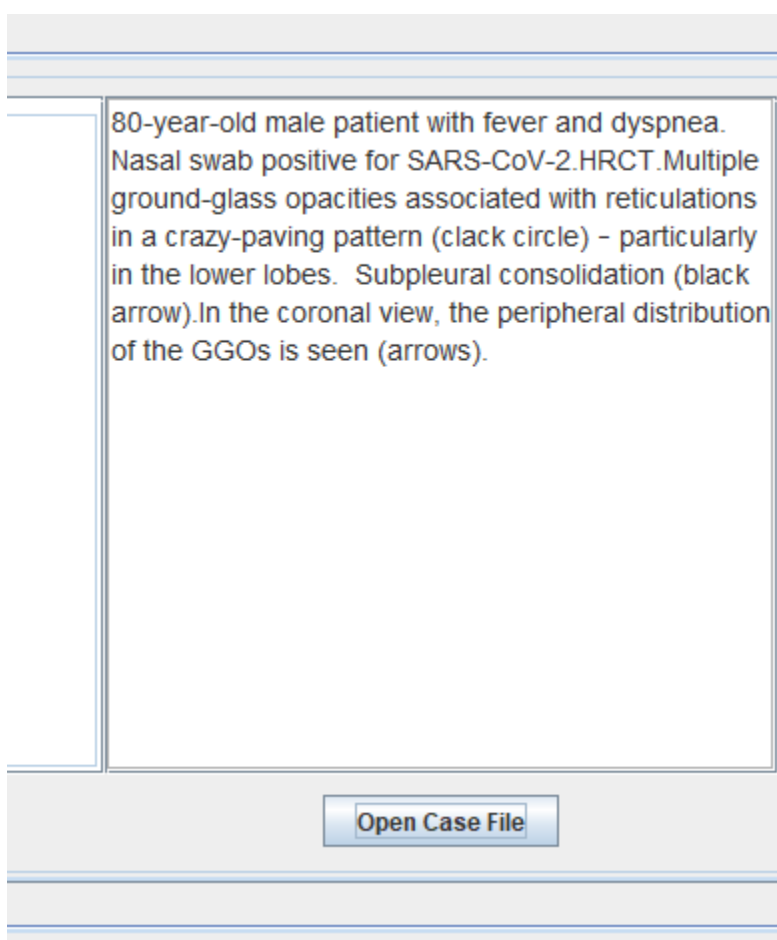 80-year-old male patient with fever and dyspnea.
Nasal swab positive for SARS-CoV-2.HRCT.Multiple
ground-glass opacities associated with reticulations
in a crazy-paving pattern (clack circle) – particularly
in the lower lobes.  Subpleural consolidation (black
arrow).In the coronal view, the peripheral distribution
of the GGOs is seen (arrows).
Open Case File